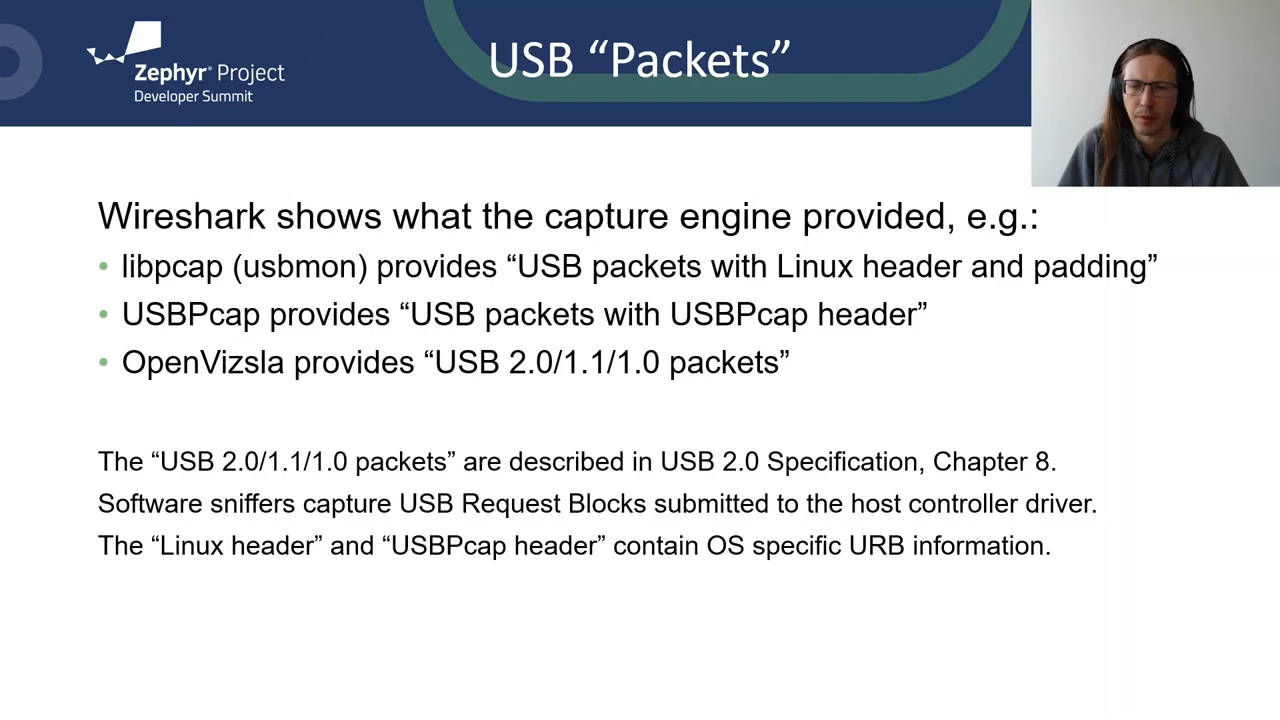 Zephyr® Project
Developer Summit
USB “Packets”
Wireshark shows what the capture engine provided, e.g.:
• libpcap (usbmon) provides “USB packets with Linux header and padding”
• USBPcap provides “USB packets with USBPcap header”
• OpenVizsla provides “USB 2.0/1.1/1.0 packets”
The “USB 2.0/1.1/1.0 packets” are described in USB 2.0 Specification, Chapter 8.
Software sniffers capture USB Request Blocks submitted to the host controller driver.
The “Linux header” and “USBPcap header” contain OS specific URB information.